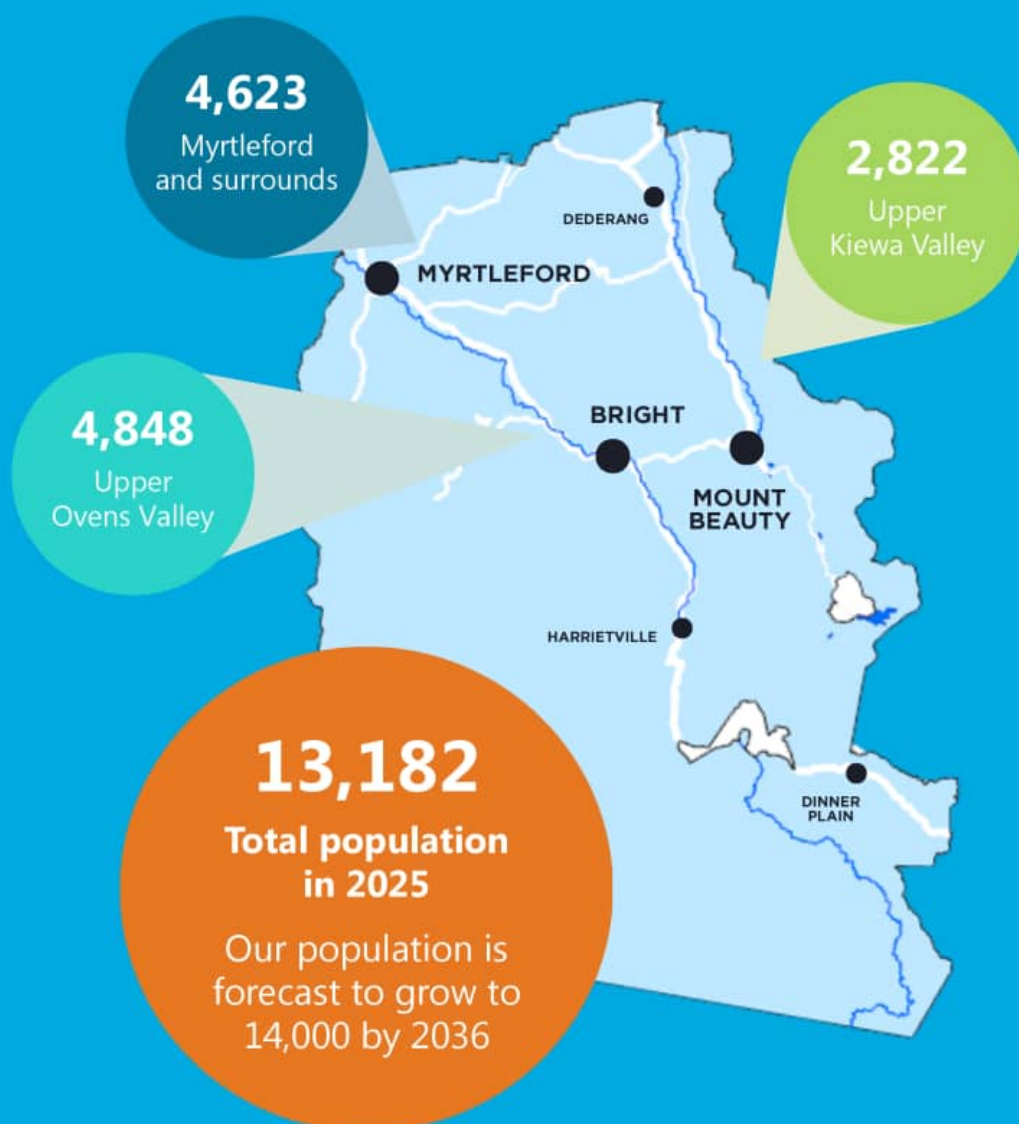 4,623
Myrtleford
and surrounds
2,822
Upper
Kiewa Valley
DEDERANG
MYRTLEFORD
4,848
Upper
Ovens Valley
BRIGHT
MOUNT
BEAUTY
HARRIETVILLE
13,182
Total population
in 2025
Our population is
forecast to grow to
14,000 by 2036
DINNER
PLAIN